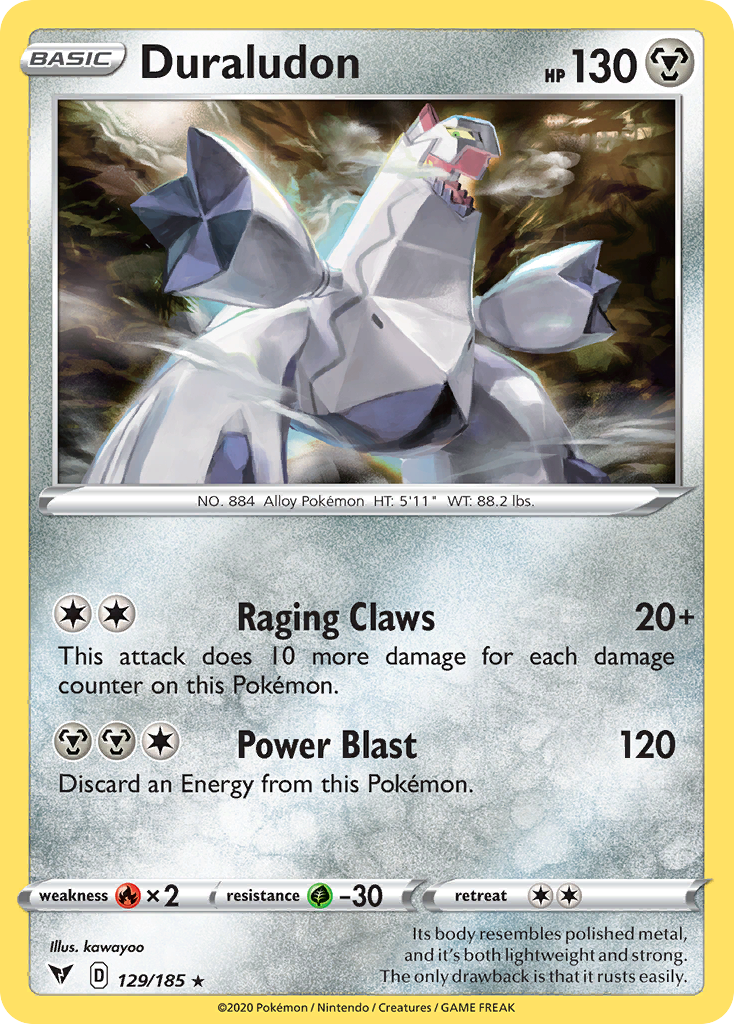 BASIC Duraludon HP 130
NO. 884 Alloy Pokémon HT: 5'11" WT: 88.2 lbs.
Raging Claws 20+
This attack does 10 more damage for each damage
counter on this Pokémon.
Power Blast 120
Discard an Energy from this Pokémon.
weakness ×2 resistance -30 retreat
Its body resembles polished metal,
and it's both lightweight and strong.
The only drawback is that it rusts easily.
Illus. kawayoo
D 129/185 ★
©2020 Pokémon / Nintendo / Creatures / GAME FREAK